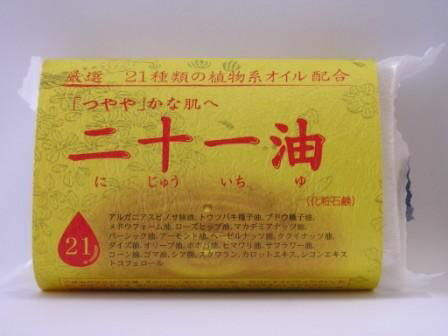 厳選 21種類の植物系オイル配合
「つやや」かな肌へ
二十一油
に じゅう いち ゆ
(化粧石鹸)
アルガニアスピノサ核油、トウツバキ種子油、ブドウ種子油、
メドウフォーム油、ローズヒップ油、マカデミアナッツ油、
パーシック油、アーモンド油、ヘーゼルナッツ油、ククイナッツ油、
ダイズ油、オリーブ油、ホホバ油、ヒマワリ油、サフラワー油、
コーン油、ゴマ油、シア脂、スクワラン、カロットエキス、シコンエキス
トコフェロール
21